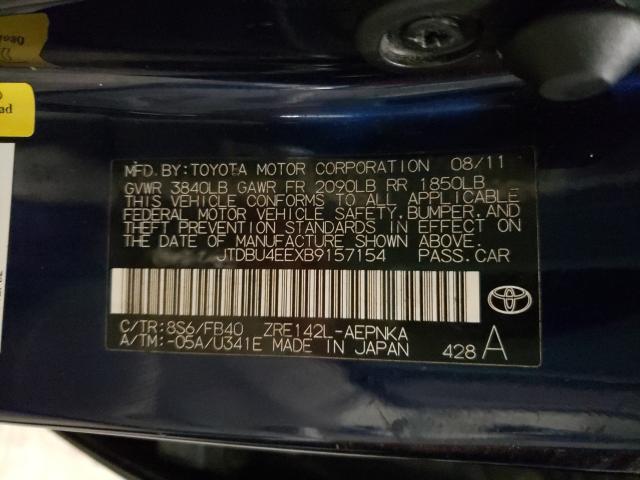 MFD. BY: TOYOTA MOTOR CORPORATION 08/11
GVWR 3840LB GAWR FR 2090LB RR 1850LB
THIS VEHICLE CONFORMS TO ALL APPLICABLE
FEDERAL MOTOR VEHICLE SAFETY, BUMPER, AND
THEFT PREVENTION STANDARDS IN EFFECT ON
THE DATE OF MANUFACTURE SHOWN ABOVE.
JTDBU4EEXB9157154 PASS. CAR
C/TR: 8S6/FB40 ZRE142L-AEPNKA
A/TM: -05A/U341E MADE IN JAPAN 428 A